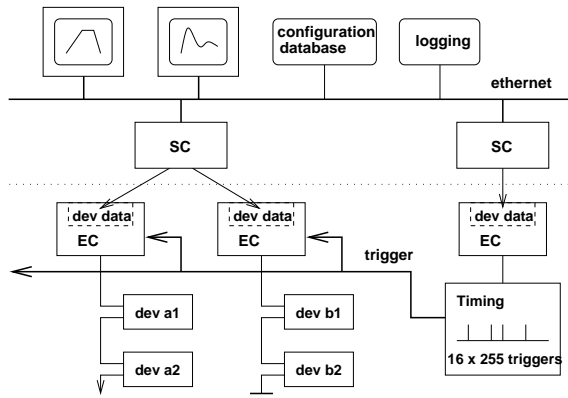 configuration
database
logging
ethernet
SC
SC
dev data
dev data
dev data
EC
EC
EC
trigger
dev a1
dev b1
Timing
dev a2
dev b2
16 x 255 triggers